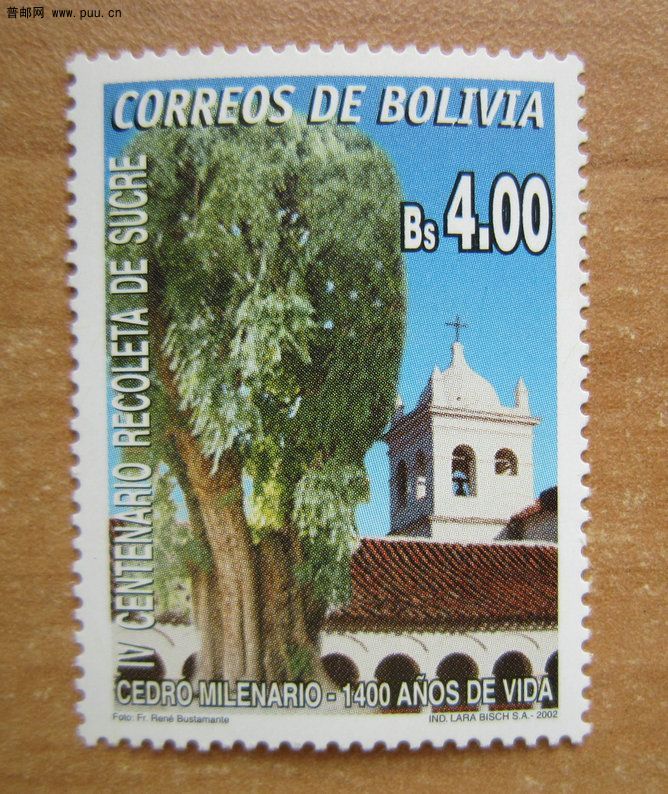 普邮网 www.puu.cn
CORREOS DE BOLIVIA
Bs 4.00
IV CENTENARIO RECOLETA DE SUCRE
CEDRO MILENARIO - 1400 AÑOS DE VIDA
Foto: Fr. René Bustamante
IND. LARA BISCH S.A. - 2002